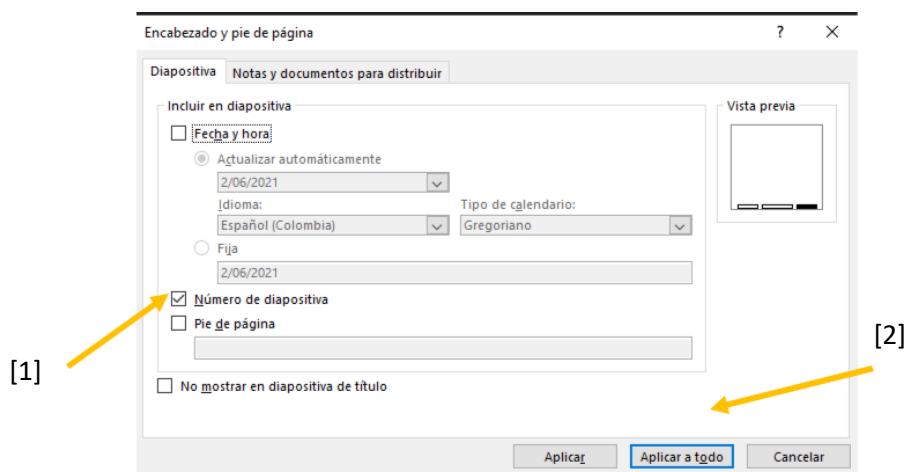 Encabezado y pie de página ?
Diapositiva Notas y documentos para distribuir
Incluir en diapositiva Vista previa
Fecha y hora
Actualizar automáticamente
2/06/2021
Idioma: Tipo de calendario:
Español (Colombia) Gregoriano
Fija
2/06/2021
Número de diapositiva
Pie de página
[2]
[1]
No mostrar en diapositiva de título
Aplicar Aplicar a todo Cancelar